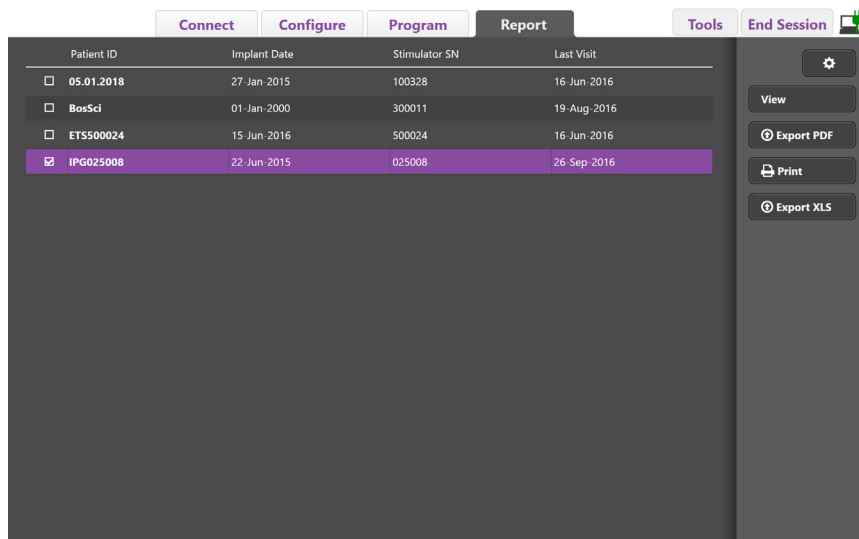 Connect Configure Program Report Tools End Session
Patient ID Implant Date Stimulator SN Last Visit
05.01.2018 27-Jan-2015 100328 16-Jun-2016
BosSci 01-Jan-2000 300011 19-Aug-2016
ETS500024 15-Jun-2016 500024 16-Jun-2016
IPG025008 22-Jun-2015 025008 26-Sep-2016
View
Export PDF
Print
Export XLS